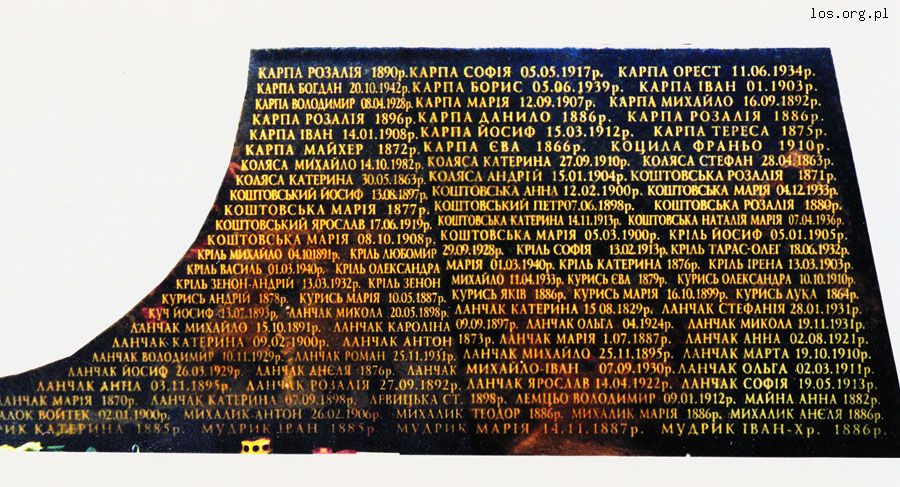 los.org.pl
КАРПА РОЗАЛІЯ 1890р. КАРПА СОФІЯ 05.05.1917р. КАРПА ОРЕСТ 11.06.1934р.
КАРПА БОГДАН 20.10.1942р. КАРПА БОРИС 05.06.1939р. КАРПА ІВАН 01.1903р.
КАРПА ВОЛОДИМИР 08.04.1928р. КАРПА МАРІЯ 12.09.1907р. КАРПА МИХАЙЛО 16.09.1892р.
КАРПА РОЗАЛІЯ 1896р. КАРПА ДАНИЛО 1886р. КАРПА РОЗАЛІЯ 1886р.
КАРПА ІВАН 14.01.1908р. КАРПА ЙОСИФ 15.03.1912р. КАРПА ТЕРЕСА 1875р.
КАРПА МАЙХЕР 1872р. КАРПА ЄВА 1866р. КОЦИЛА ФРАНЬО 1910р.
КОЛЯСА МИХАЙЛО 14.10.1982р. КОЛЯСА КАТЕРИНА 27.09.1910р. КОЛЯСА СТЕФАН 28.04.1863р.
КОЛЯСА КАТЕРИНА 30.05.1863р. КОЛЯСА АНДРІЙ 15.01.1904р. КОШТОВСЬКА РОЗАЛІЯ 1871р.
КОШТОВСЬКИЙ ЙОСИФ 13.08.1897р. КОШТОВСЬКА АННА 12.02.1900р. КОШТОВСЬКА МАРІЯ 04.12.1933р.
КОШТОВСЬКА МАРІЯ 1877р. КОШТОВСЬКИЙ ПЕТР07.06.1898р. КОШТОВСЬКА РОЗАЛІЯ 1880р.
КОШТОВСЬКИЙ ЯРОСЛАВ 17.06.1919р. КОШТОВСЬКА КАТЕРИНА 14.11.1913р. КОШТОВСЬКА НАТАЛІЯ МАРІЯ 07.04.1936р.
КОШТОВСЬКА МАРІЯ 08.10.1908р. КОШТОВСЬКА МАРІЯ 05.03.1900р. КРІЛЬ ЙОСИФ 05.01.1905р.
КРІЛЬ МИХАЙЛО 04.10.1891р. КРІЛЬ ЛЮБОМИР 29.09.1928р. КРІЛЬ СОФІЯ 13.02.1913р. КРІЛЬ ТАРАС-ОЛЕГ 18.06.1932р.
КРІЛЬ ВАСИЛЬ 01.03.1940р. КРІЛЬ ОЛЕКСАНДРА МАРІЯ 01.03.1940р. КРІЛЬ КАТЕРИНА 1876р. КРІЛЬ ІРЕНА 13.03.1903р.
КРІЛЬ ЗЕНОН-АНДРІЙ 13.03.1932р. КРІЛЬ ЗЕНОН МИХАЙЛО 11.04.1933р. КУРИСЬ ЄВА 1879р. КУРИСЬ ОЛЕКСАНДРА 10.10.1910р.
КУРИСЬ АНДРІЙ 1878р. КУРИСЬ МАРІЯ 10.05.1887р. КУРИСЬ ЯКІВ 1886р. КУРИСЬ МАРІЯ 16.10.1899р. КУРИСЬ ЛУКА 1864р.
КУЧ ЙОСИФ 13.07.1893р. ЛАНЧАК МИКОЛА 20.05.1898р. ЛАНЧАК КАТЕРИНА 15.08.1829р. ЛАНЧАК СТЕФАНІЯ 28.01.1931р.
ЛАНЧАК МИХАЙЛО 15.10.1891р. ЛАНЧАК КАРОЛІНА 09.09.1897р. ЛАНЧАК ОЛЬГА 04.1924р. ЛАНЧАК МИКОЛА 19.11.1931р.
ЛАНЧАК КАТЕРИНА 09.02.1900р. ЛАНЧАК АНТОН 1873р. ЛАНЧАК МАРІЯ 1.07.1887р. ЛАНЧАК АННА 02.08.1921р.
ЛАНЧАК ВОЛОДИМИР 10.11.1929р. ЛАНЧАК РОМАН 25.11.1931р. ЛАНЧАК МИХАЙЛО 25.11.1895р. ЛАНЧАК МАРТА 19.10.1910р.
ЛАНЧАК ЙОСИФ 26.03.1929р. ЛАНЧАК АНЄЛЯ 1876р. ЛАНЧАК МИХАЙЛО-ІВАН 07.09.1930р. ЛАНЧАК ОЛЬГА 02.03.1911р.
ЛАНЧАК АННА 03.11.1895р. ЛАНЧАК РОЗАЛІЯ 27.09.1892р. ЛАНЧАК ЯРОСЛАВ 14.04.1922р. ЛАНЧАК СОФІЯ 19.05.1913р.
МАРІЯ 1870р. ЛАНЧАК КАТЕРИНА 07.09.1898р. ЛЕВИЦЬКА СТ. 1898р. ЛЕМЦЬО ВОЛОДИМИР 09.01.1912р. МАЙНА АННА 1882р.
ВОЙТЕК 02.01.1900р. МИХАЛИК АНТОН 26.02.1906р. МИХАЛИК ТЕОДОР 1886р. МИХАЛИК МАРІЯ 1886р. МИХАЛИК АНЄЛЯ 1886р.
КАТЕРИНА 1885р. МУДРИК ІВАН 1885р. МУДРИК МАРІЯ 14.11.1887р. МУДРИК ІВАН-Хр. 1886р.